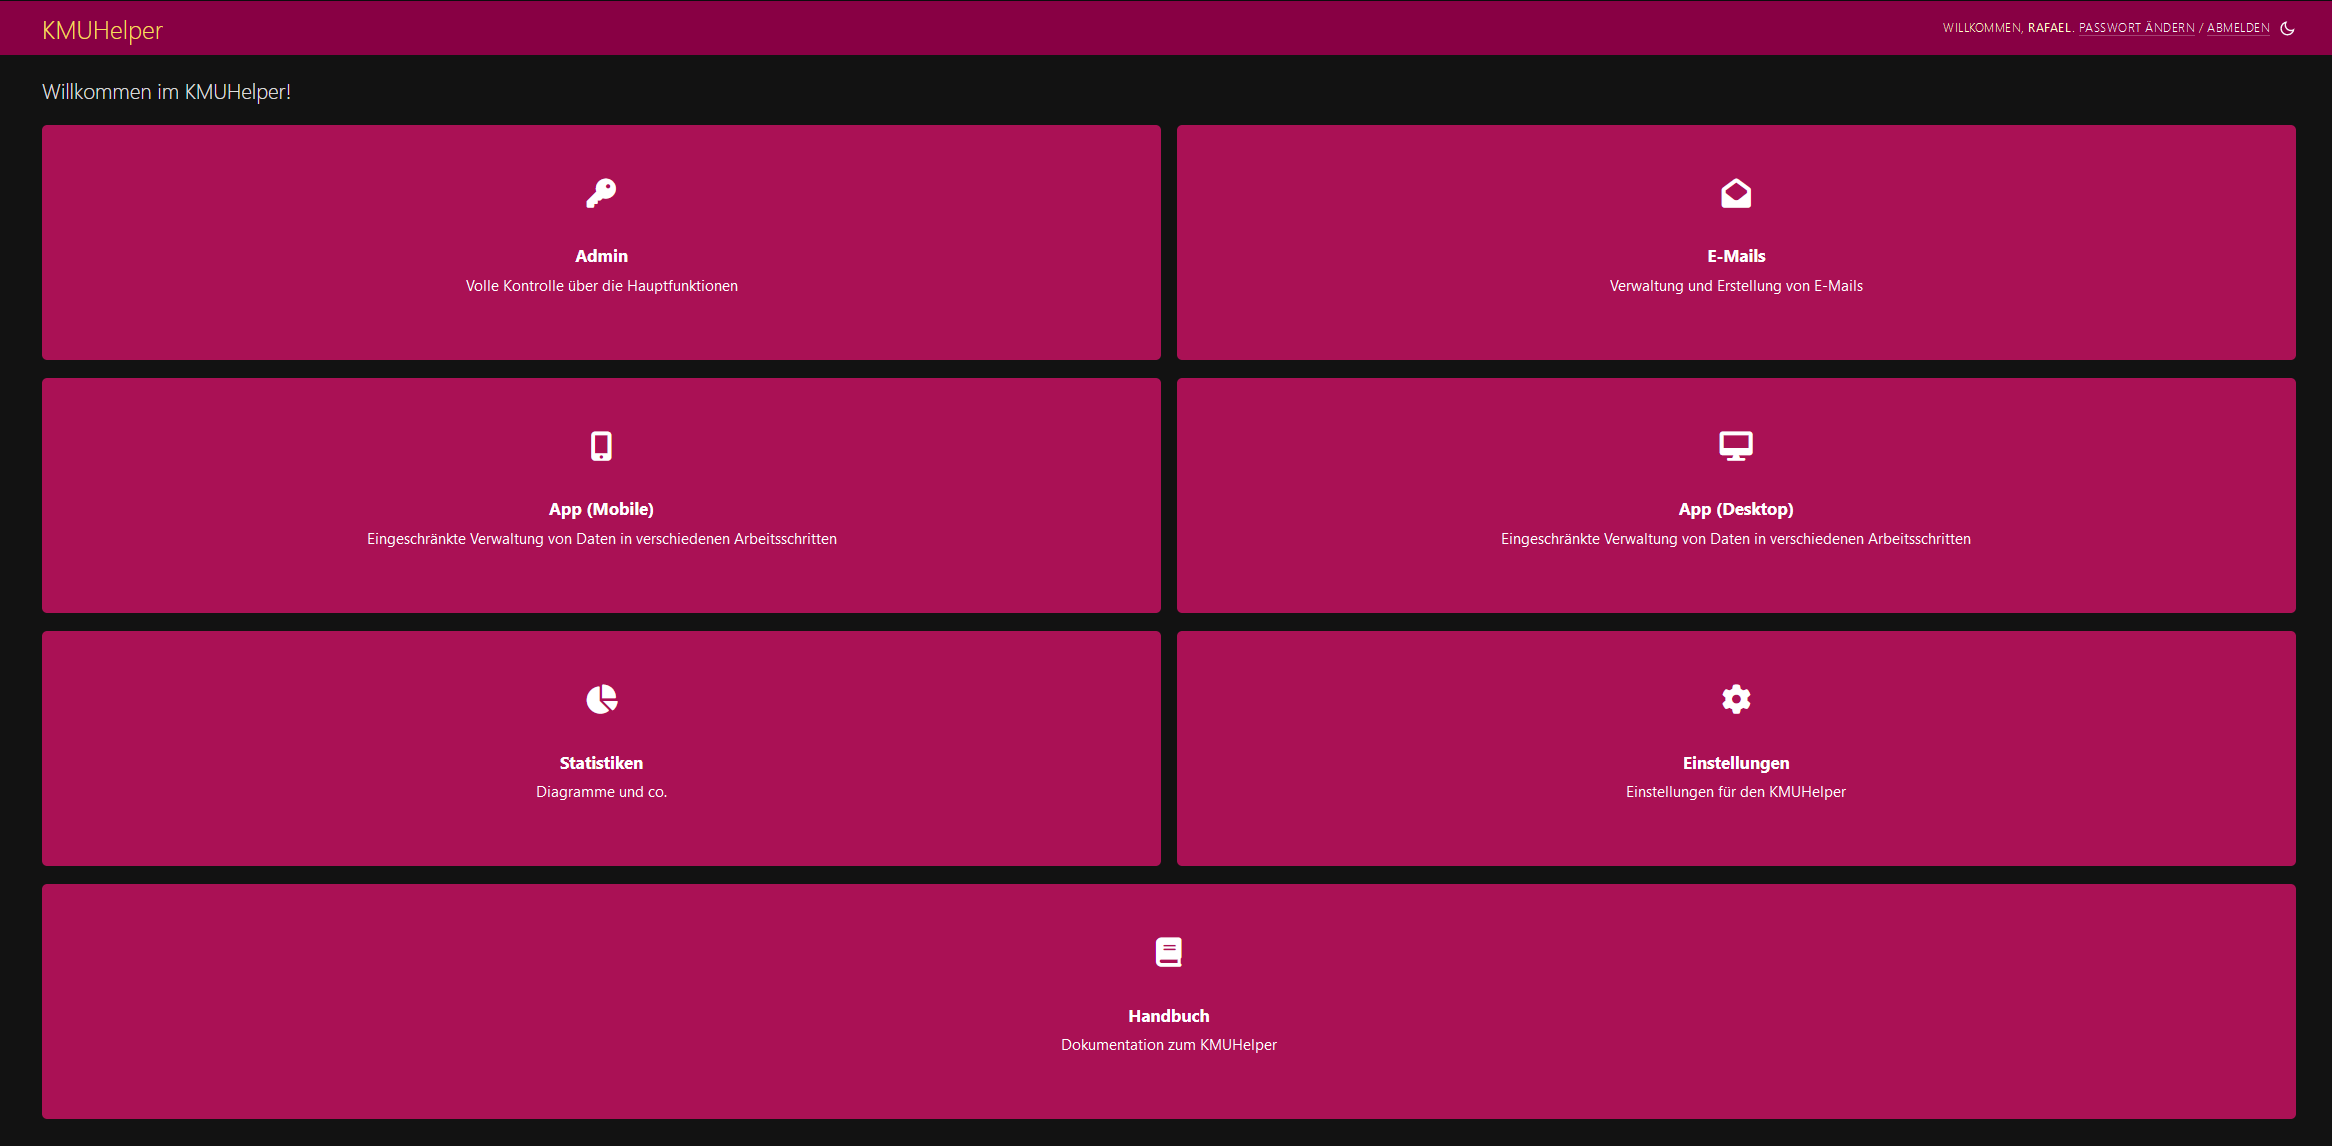 KMUHelper
WILLKOMMEN, RAFAEL. PASSWORT ÄNDERN / ABMELDEN
Willkommen im KMUHelper!
Admin
Volle Kontrolle über die Hauptfunktionen
E-Mails
Verwaltung und Erstellung von E-Mails
App (Mobile)
Eingeschränkte Verwaltung von Daten in verschiedenen Arbeitsschritten
App (Desktop)
Eingeschränkte Verwaltung von Daten in verschiedenen Arbeitsschritten
Statistiken
Diagramme und co.
Einstellungen
Einstellungen für den KMUHelper
Handbuch
Dokumentation zum KMUHelper